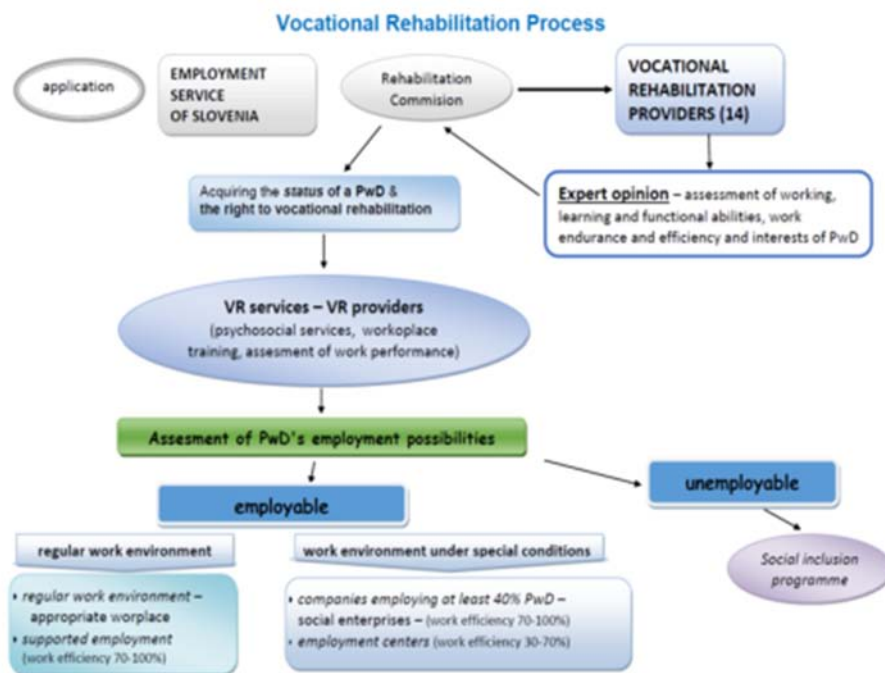 Vocational Rehabilitation Process
application
EMPLOYMENT
SERVICE
OF SLOVENIA
Rehabilitation
Commision
VOCATIONAL
REHABILITATION
PROVIDERS (14)
Acquiring the status of a PwD &
the right to vocational rehabilitation
Expert opinion – assessment of working,
learning and functional abilities, work
endurance and efficiency and interests of PwD
VR services – VR providers
(psychosocial services, workoplace
training, assesment of work performance)
Assesment of PwD's employment possibilities
employable
unemployable
regular work environment
work environment under special conditions
Social inclusion
programme
• regular work environment –
appropriate worplace
• supported employment
(work efficiency 70-100%)
• companies employing at least 40% PwD –
social enterprises – (work efficiency 70-100%)
• employment centers (work efficiency 30-70%)